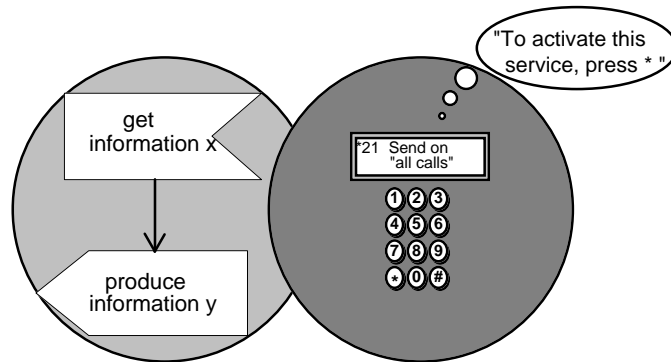 "To activate this
service, press * "
get
information x
*21 Send on
"all calls"
1 2 3
4 5 6
7 8 9
* 0 #
produce
information y